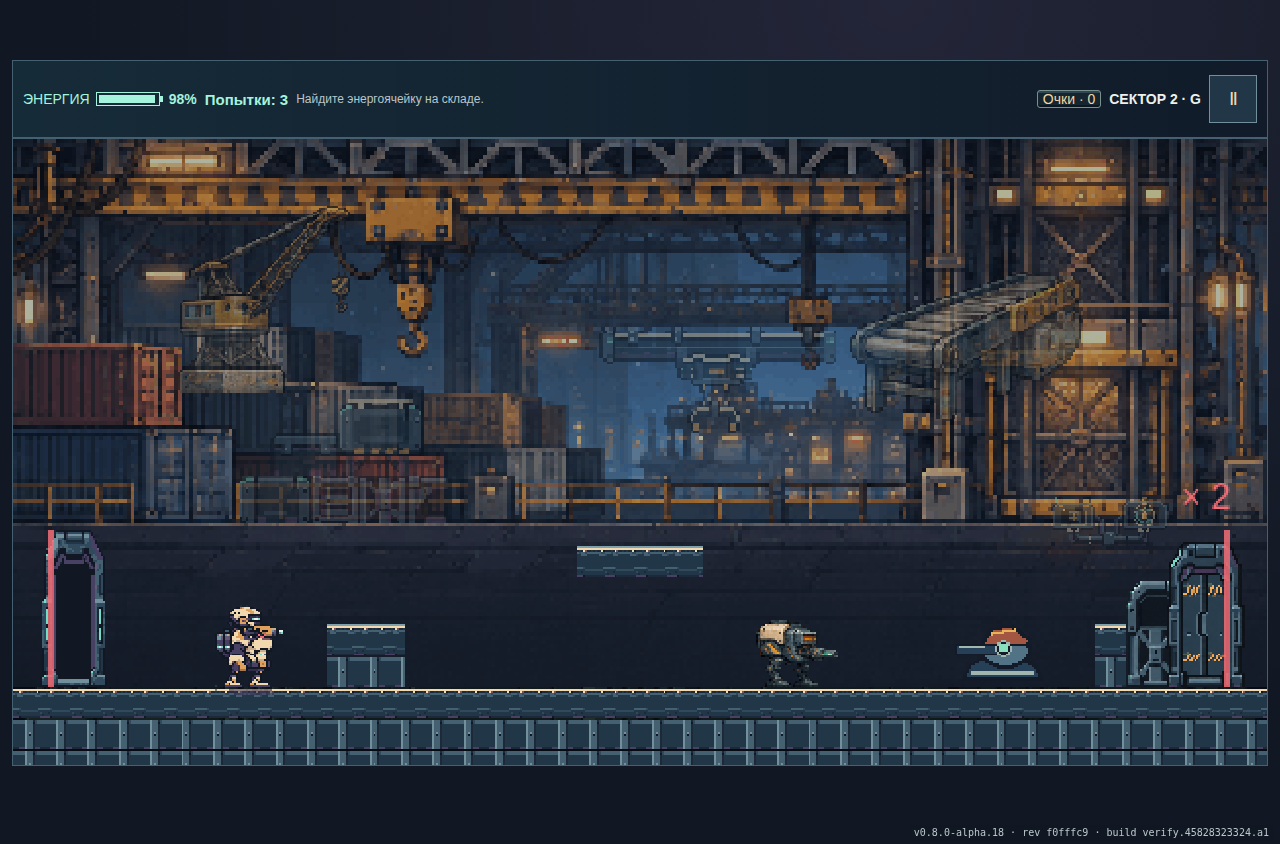 ЭНЕРГИЯ 98% Попытки: 3 Найдите энергоячейку на складе. Очки · 0 СЕКТОР 2 · G II
× 2
v0.8.0-alpha.18 · rev f0fffc9 · build verify.45828323324.a1